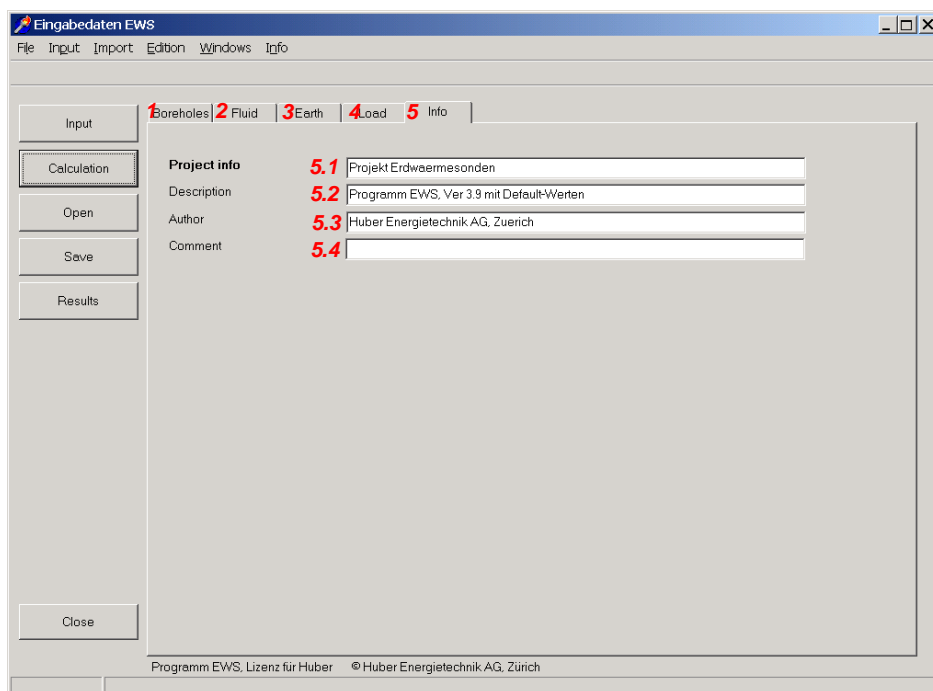 Eingabedaten EWS
File Input Import Edition Windows Info
1 Boreholes 2 Fluid 3 Earth 4 Load 5 Info
Input
Calculation
Open
Save
Results
Close
Project info 5.1 Projekt Erdwaermesonden
Description 5.2 Programm EWS, Ver 3.9 mit Default-Werten
Author 5.3 Huber Energietechnik AG, Zuerich
Comment 5.4
Programm EWS, Lizenz für Huber © Huber Energietechnik AG, Zürich